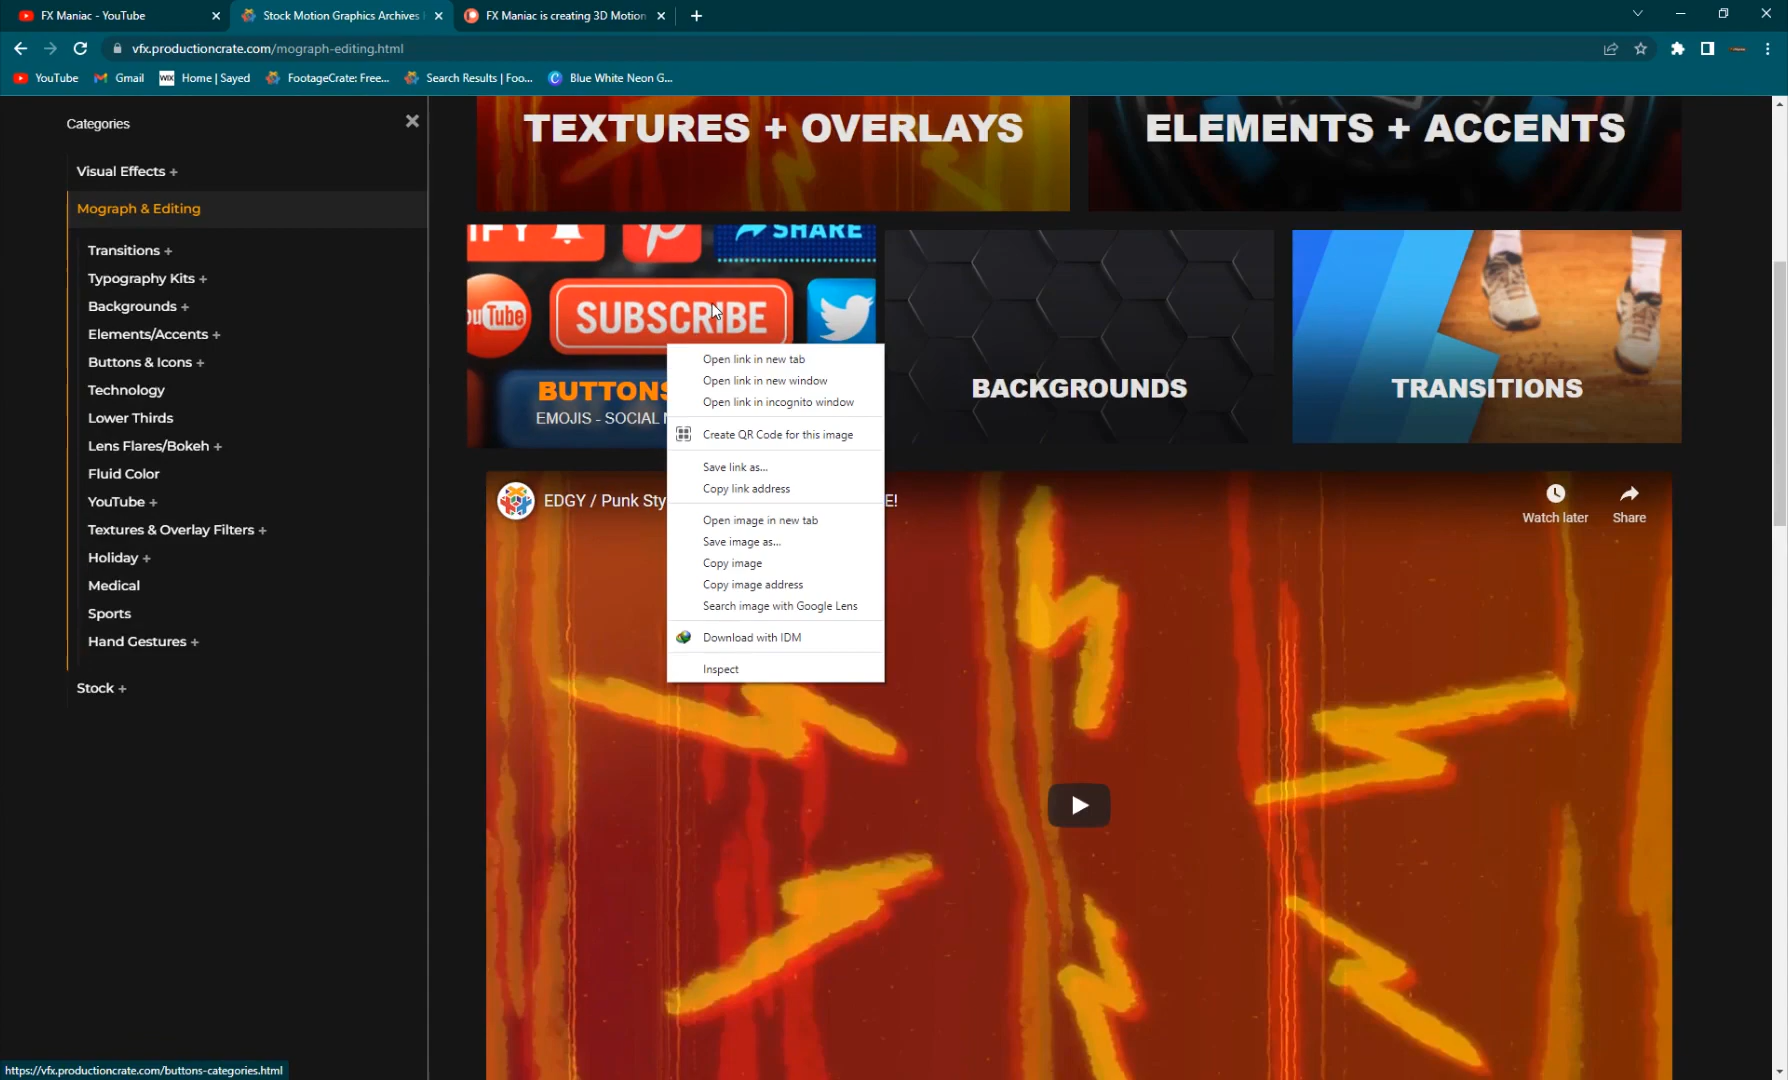 FX Maniac - YouTube
Stock Motion Graphics Archives
FX Maniac is creating 3D Motion
vfx.productioncrate.com/mograph-editing.html
YouTube
Gmail
WIX
Home | Sayed
FootageCrate: Free...
Search Results | Foo...
Blue White Neon G...
Categories
Visual Effects +
Mograph & Editing
Transitions +
Typography Kits +
Backgrounds +
Elements/Accents +
Buttons & Icons +
Technology
Lower Thirds
Lens Flares/Bokeh +
Fluid Color
YouTube +
Textures & Overlay Filters +
Holiday +
Medical
Sports
Hand Gestures +
Stock +
TEXTURES + OVERLAYS
ELEMENTS + ACCENTS
SHARE
SUBSCRIBE
BUTTONS
EMOJIS - SOCIAL
BACKGROUNDS
TRANSITIONS
Open link in new tab
Open link in new window
Open link in incognito window
Create QR Code for this image
Save link as...
Copy link address
Open image in new tab
Save image as...
Copy image
Copy image address
Search image with Google Lens
Download with IDM
Inspect
EDGY / Punk Sty
E!
Watch later
Share
https://vfx.productioncrate.com/buttons-categories.html